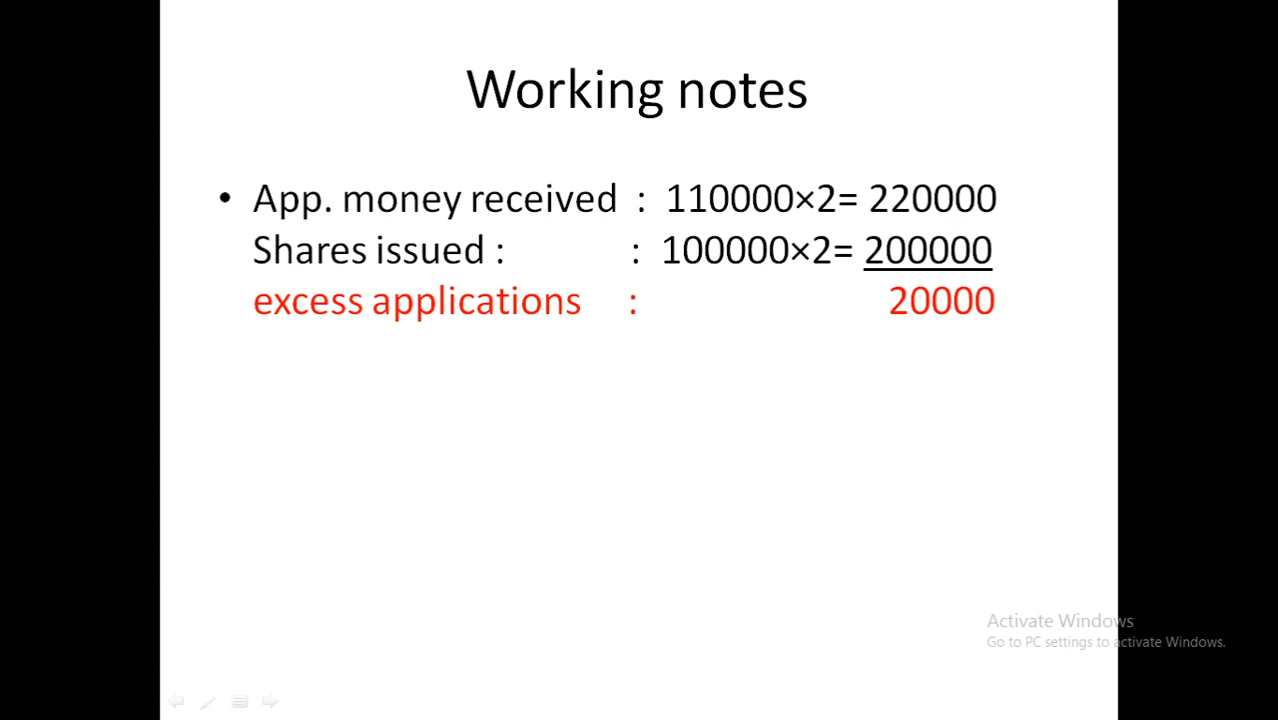 Working notes
• App. money received : 110000×2= 220000
Shares issued : : 100000×2= 200000
excess applications : 20000
Activate Windows
Go to PC settings to activate Windows.